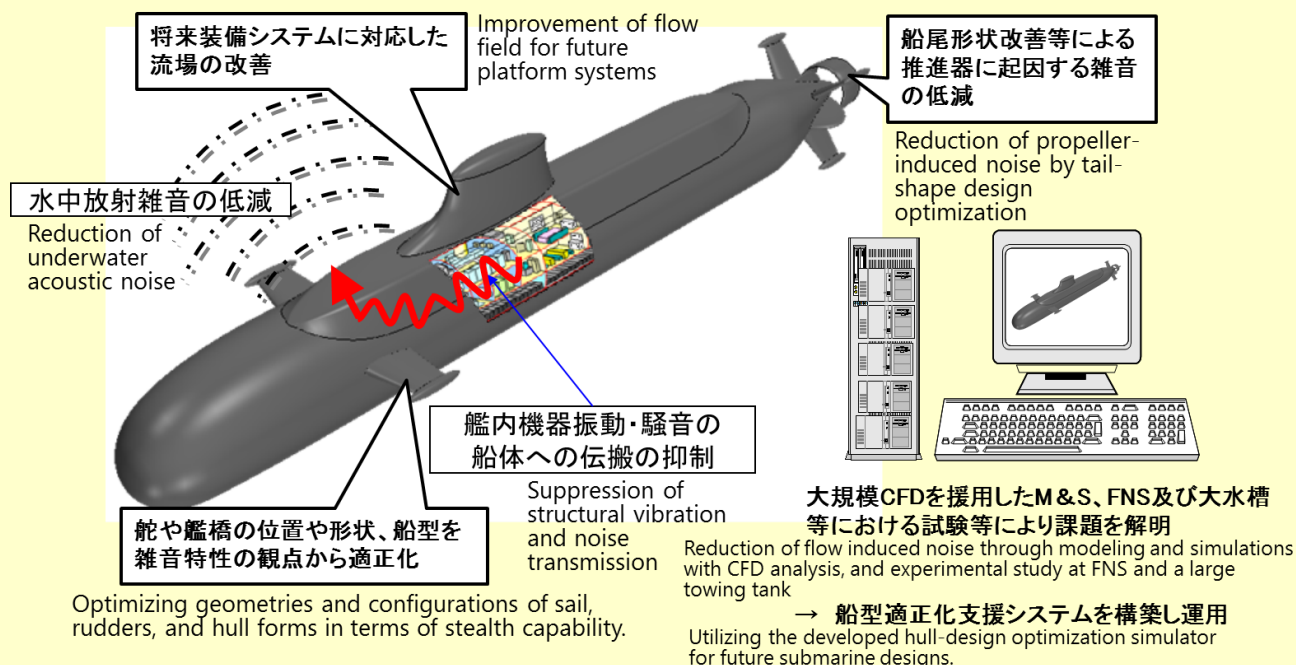 将来装備システムに対応した
流場の改善
Improvement of flow
field for future
platform systems
船尾形状改善等による
推進器に起因する雑音
の低減
Reduction of propeller-
induced noise by tail-
shape design
optimization
水中放射雑音の低減
Reduction of
underwater
acoustic noise
艦内機器振動・騒音の
船体への伝搬の抑制
Suppression of
structural vibration
and noise
transmission
舵や艦橋の位置や形状、船型を
雑音特性の観点から適正化
Optimizing geometries and configurations of sail,
rudders, and hull forms in terms of stealth capability.
大規模CFDを援用したM&S、FNS及び大水槽
等における試験等により課題を解明
Reduction of flow induced noise through modeling and simulations
with CFD analysis, and experimental study at FNS and a large
towing tank
→ 船型適正化支援システムを構築し運用
Utilizing the developed hull-design optimization simulator
for future submarine designs.